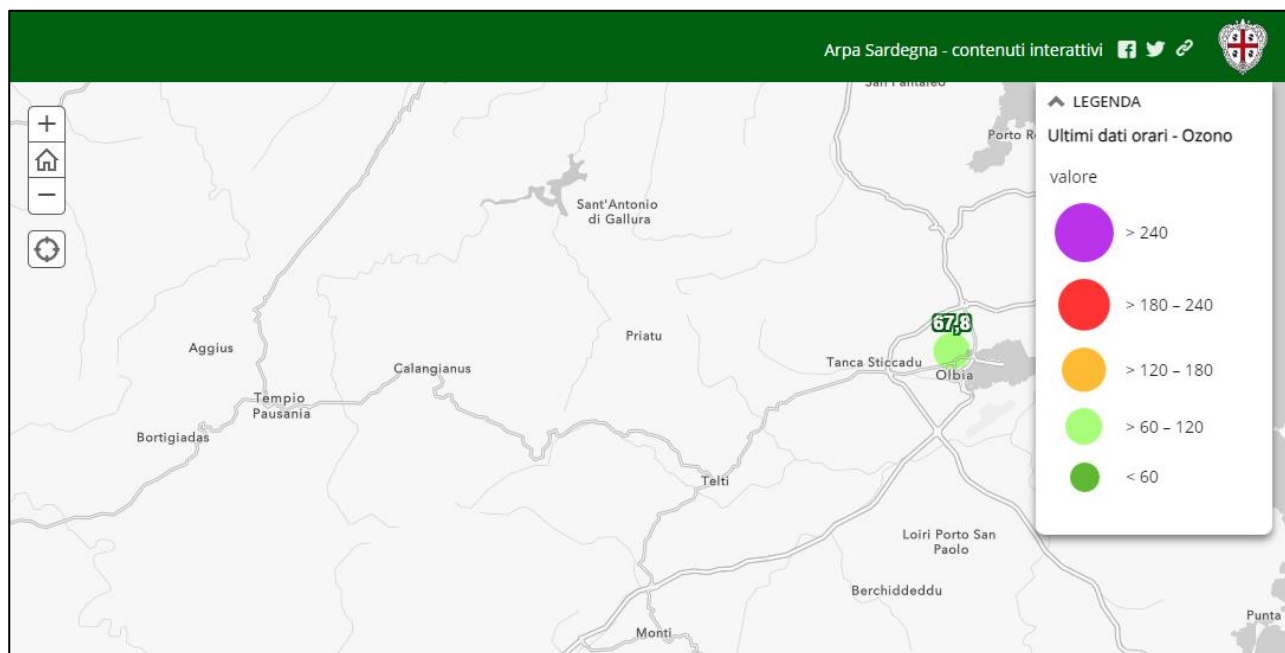 Arpa Sardegna - contenuti interattivi
LEGENDA
Ultimi dati orari - Ozono
valore
> 240
> 180 – 240
> 120 – 180
> 60 – 120
< 60
Porto
Sant'Antonio
di Gallura
67,8
Priatu
Aggius
Tanca Sticcadu
Calangianus
Olbia
Tempio
Pausania
Bortigiadas
Telti
Loiri Porto San
Paolo
Berchiddeddu
Punta
Monti